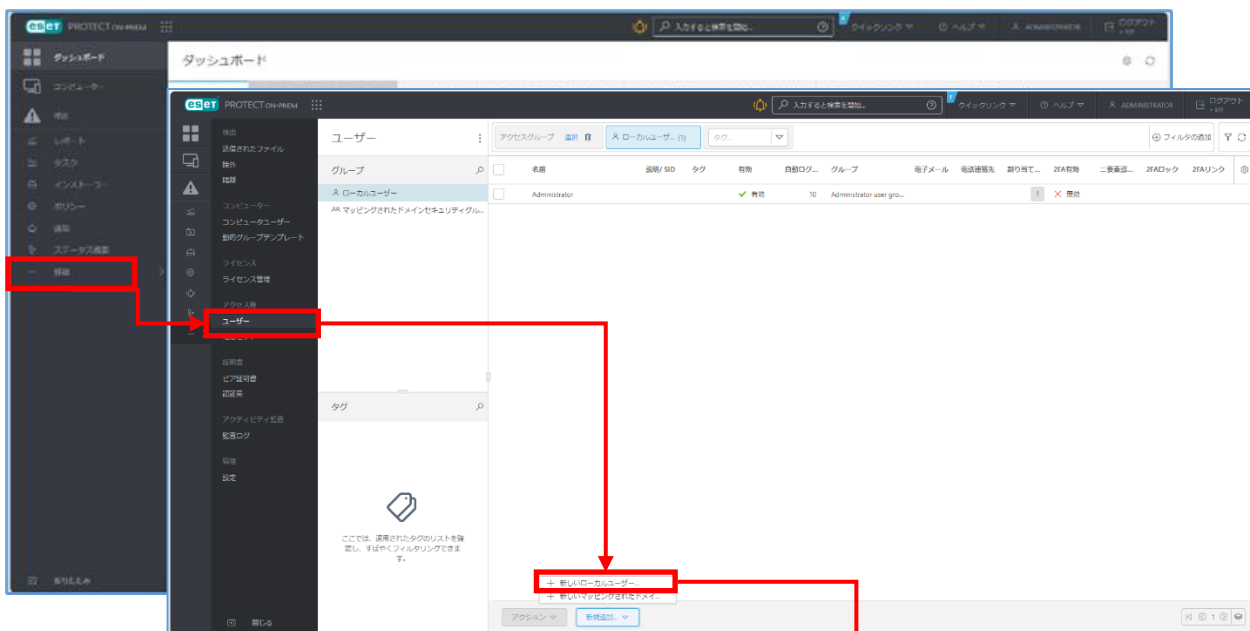 eset PROTECT ON-PREM
入力すると検索を開始...
クイックリンク
ヘルプ
ADMINISTRATOR
ログアウト
ダッシュボード
ダッシュボード
コンピューター
検出
レポート
タスク
インストーラー
ポリシー
通知
ステータス概要
詳細
折りたたみ
eset PROTECT ON-PREM
入力すると検索を開始...
クイックリンク
ヘルプ
ADMINISTRATOR
ログアウト
検出
送信されたファイル
除外
隔離
コンピューター
コンピュータユーザー
動的グループテンプレート
ライセンス
ライセンス管理
アクセス権
ユーザー
証明書
ピア証明書
認証局
アクティビティ監査
監査ログ
管理
設定
閉じる
ユーザー
グループ
ローカルユーザー
マッピングされたドメインセキュリティグル...
タグ
ここでは、適用されたタグのリストを確
認し、すばやくフィルタリングできま
す。
アクセスグループ 選択
ローカルユーザ... (1)
タグ...
フィルタの追加
名前 説明/ SID タグ 有効 自動ログ... グループ 電子メール 電話連絡先 割り当て... 2FA有効 二要素認... 2FAロック 2FAリンク
Administrator 有効 10 Administrator user gro... 1 無効
新しいローカルユーザー...
新しいマッピングされたドメイ...
アクション
新規追加...
1